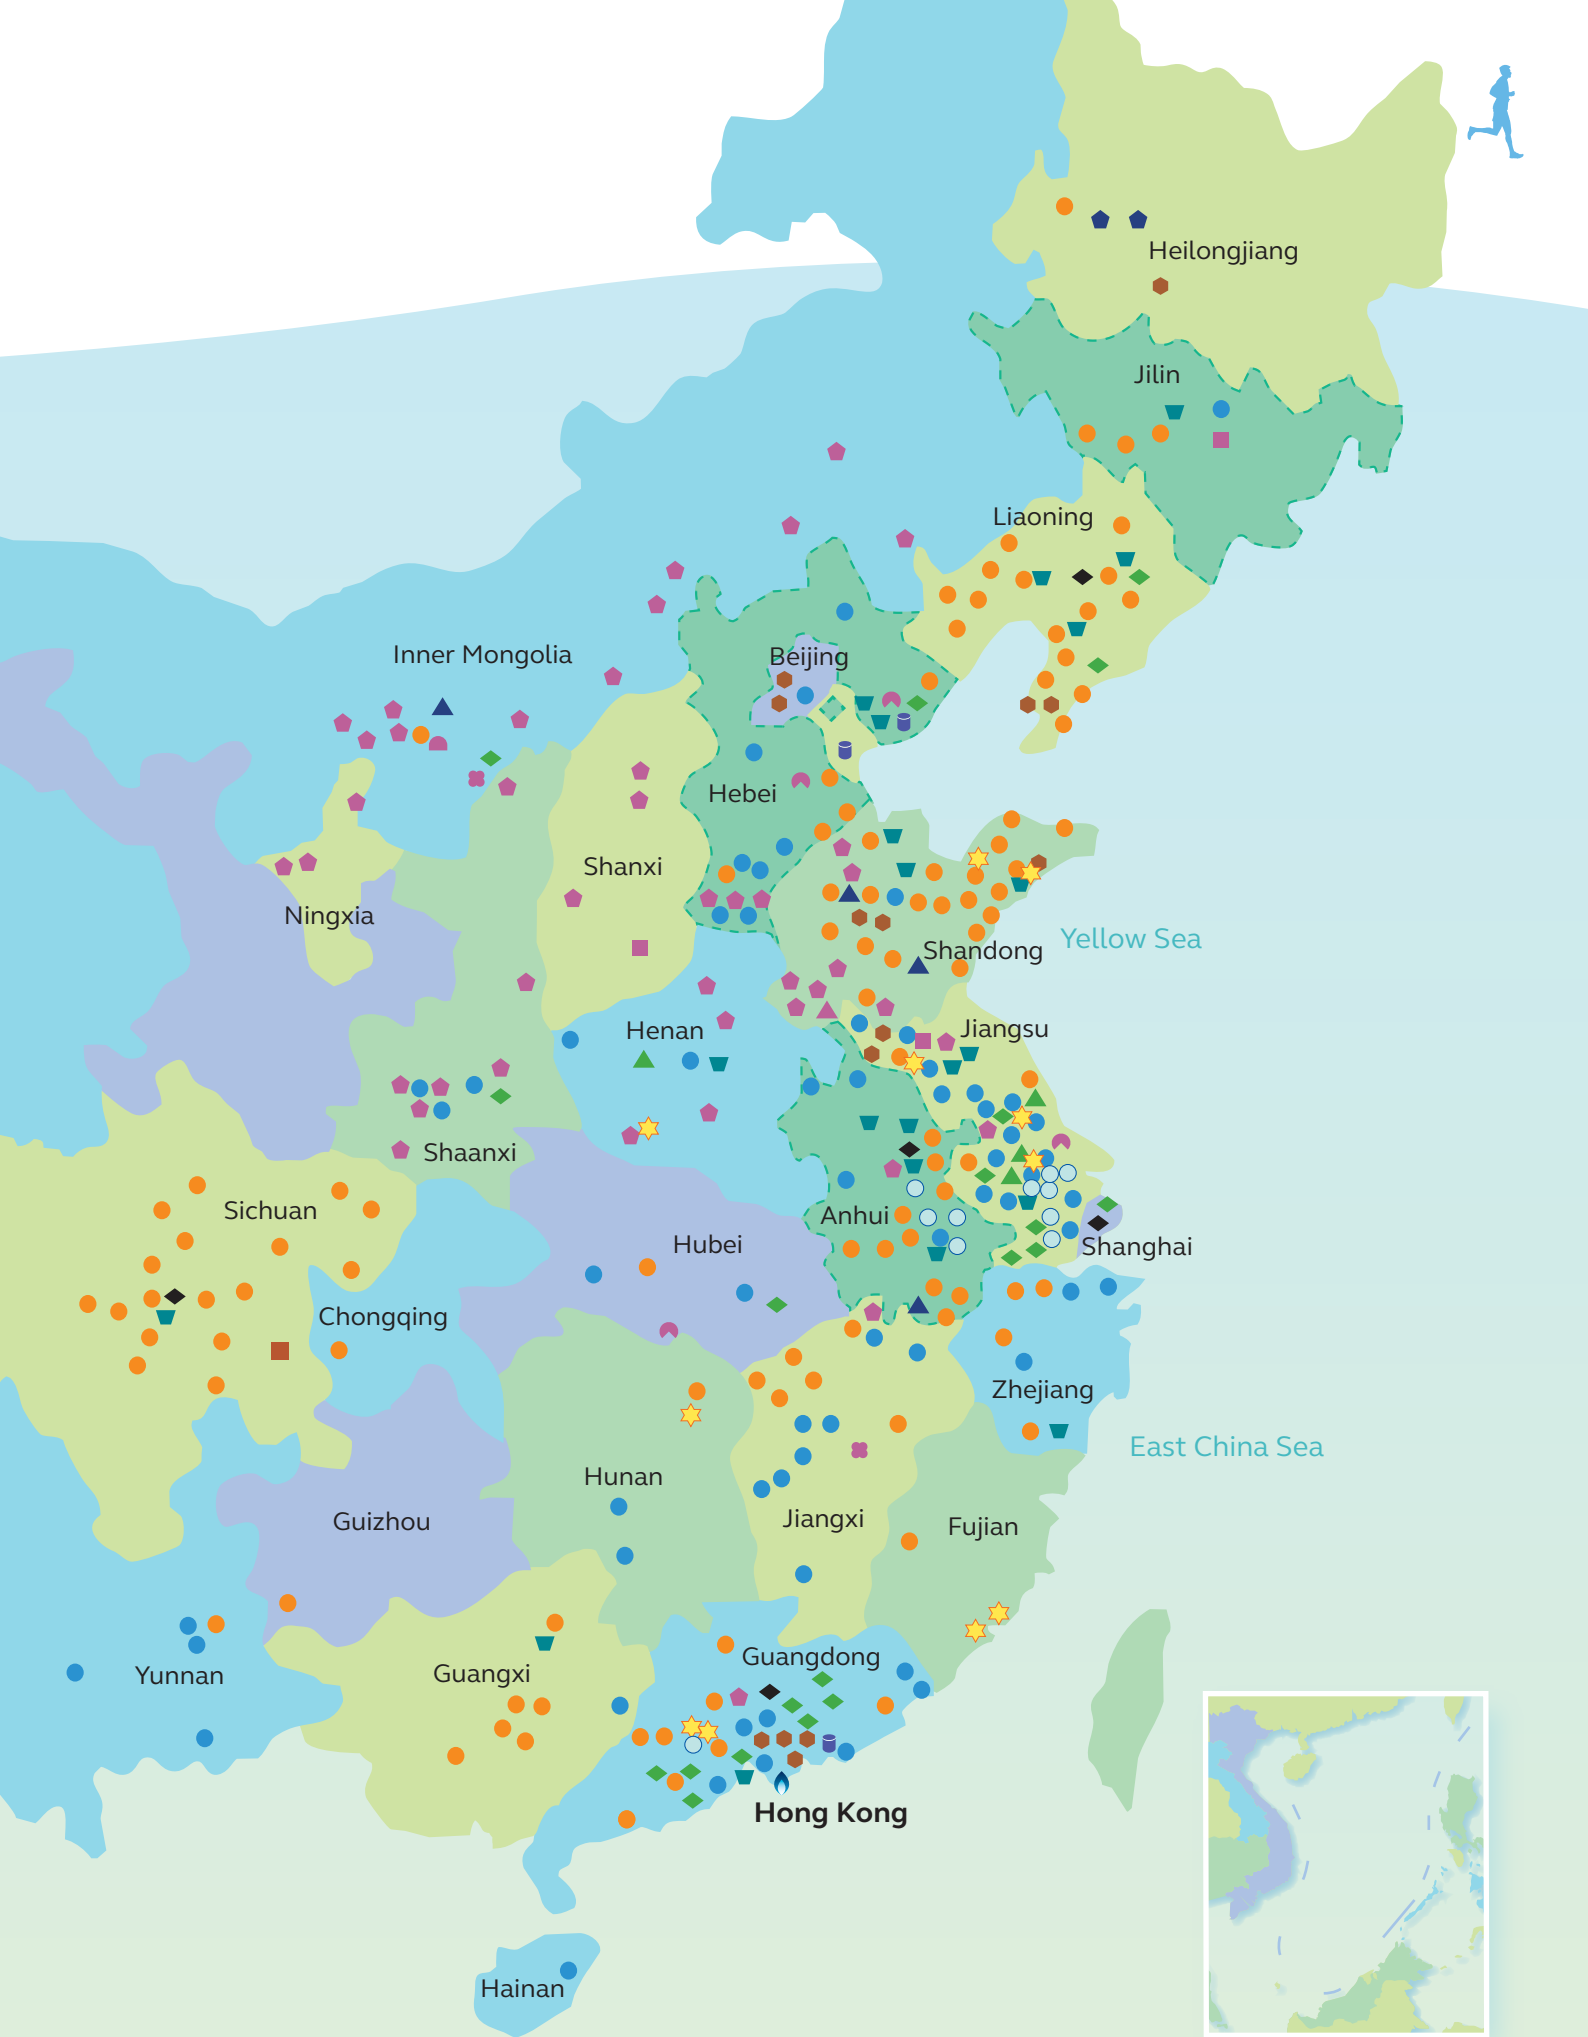 Heilongjiang
Jilin
Liaoning
Inner Mongolia
Beijing
Hebei
Shanxi
Ningxia
Shandong
Yellow Sea
Henan
Jiangsu
Shaanxi
Sichuan
Anhui
Hubei
Shanghai
Chongqing
Zhejiang
East China Sea
Hunan
Guizhou
Jiangxi
Fujian
Guangdong
Guangxi
Yunnan
Hong Kong
Hainan